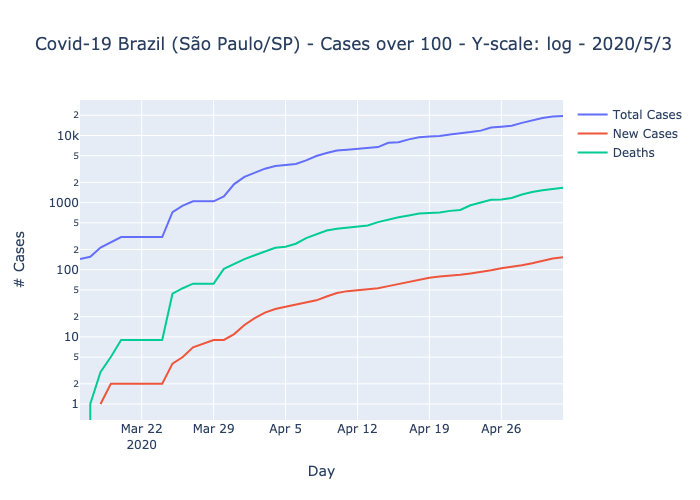 Covid-19 Brazil (São Paulo/SP) - Cases over 100 - Y-scale: log - 2020/5/3
Total Cases
New Cases
Deaths
# Cases
2
10k
5
2
1000
5
2
100
5
2
10
5
2
1
Mar 22
2020
Mar 29
Apr 5
Apr 12
Apr 19
Apr 26
Day